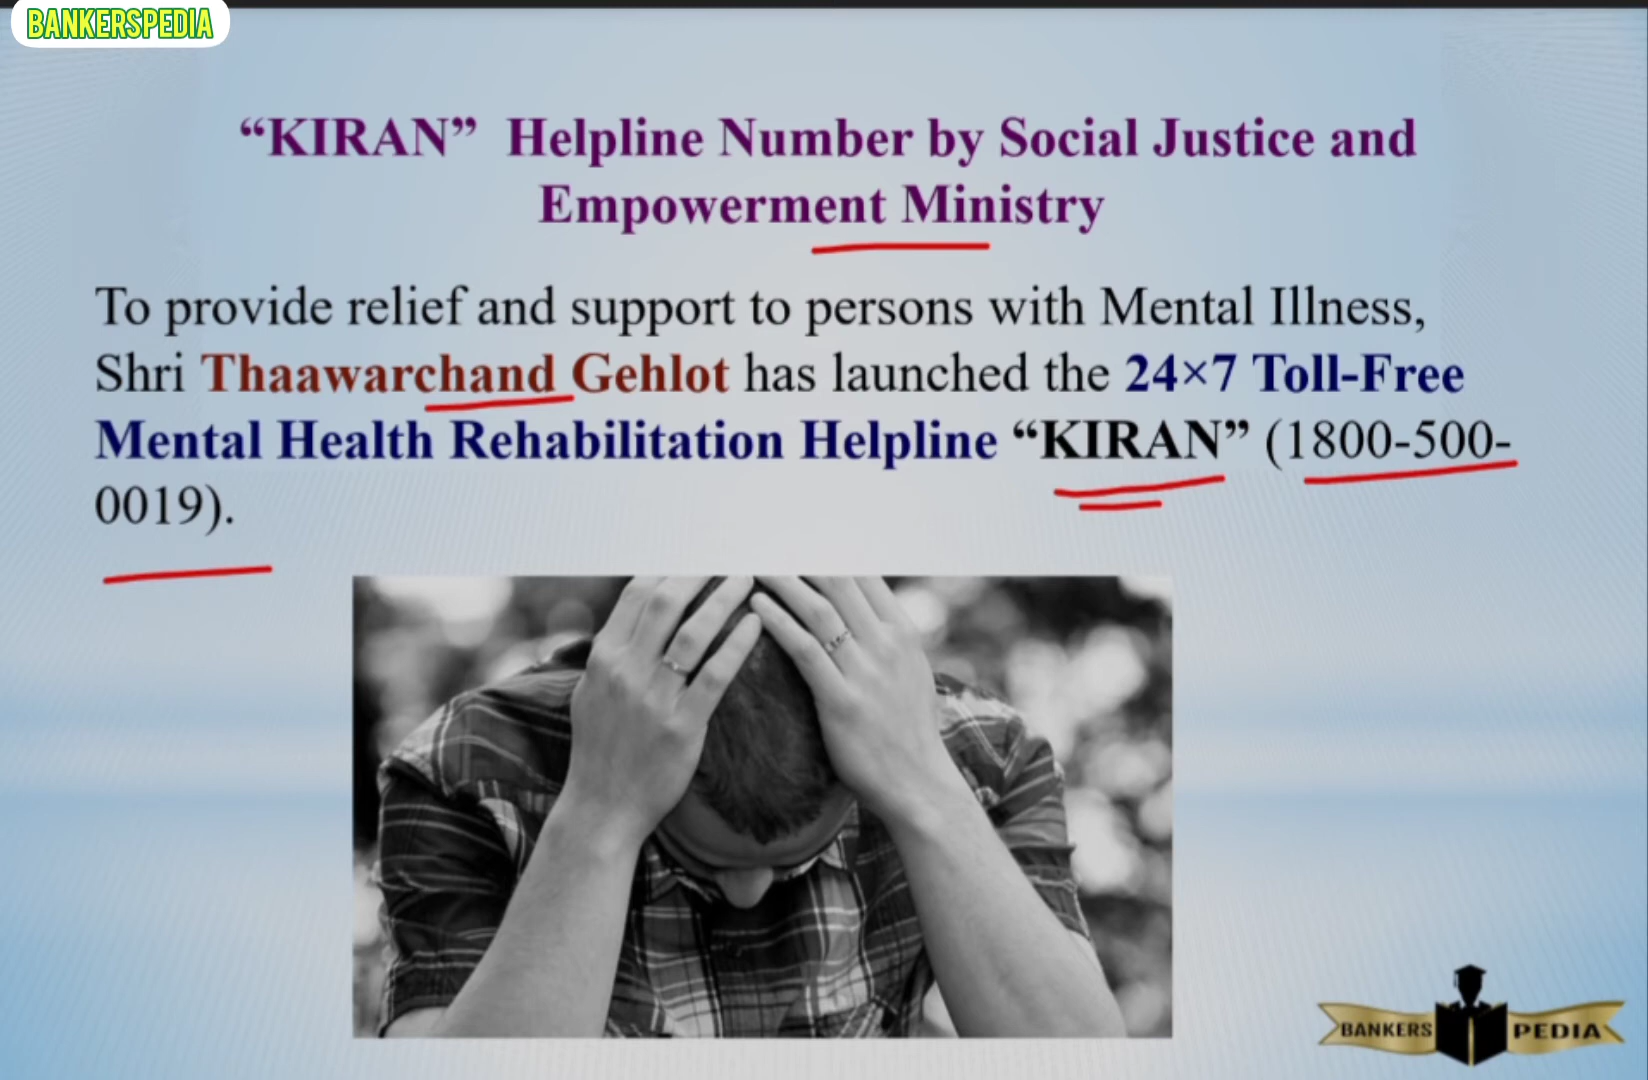 BANKERSPEDIA
“KIRAN” Helpline Number by Social Justice and
Empowerment Ministry
To provide relief and support to persons with Mental Illness,
Shri Thaawarchand Gehlot has launched the 24×7 Toll-Free
Mental Health Rehabilitation Helpline “KIRAN” (1800-500-
0019).
BANKERS PEDIA